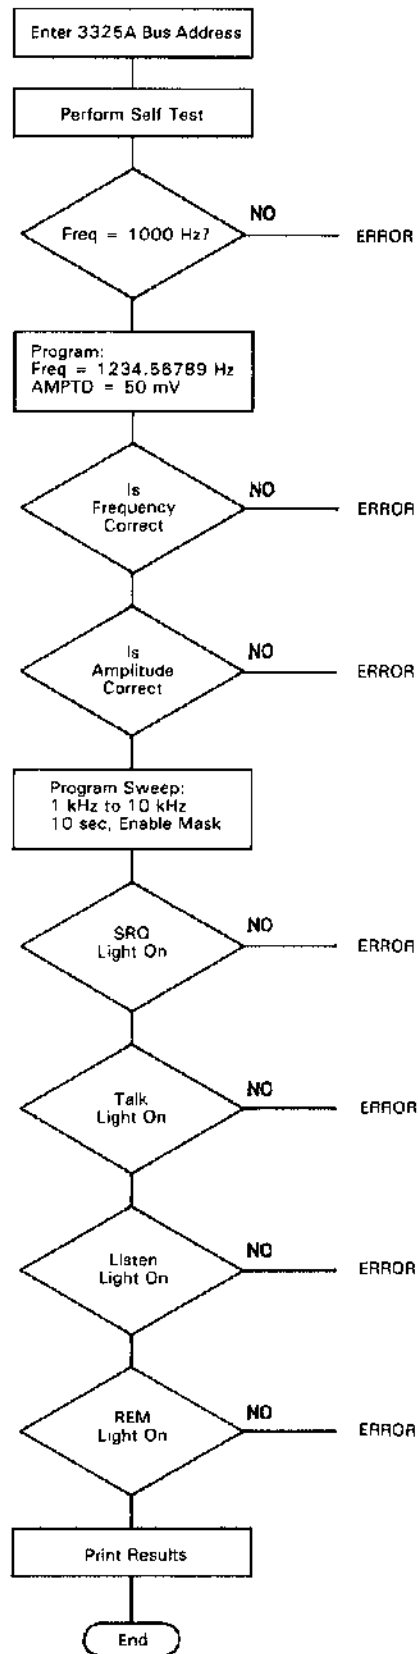 Enter 3325A Bus Address
Perform Self Test
Freq = 1000 Hz?
NO
ERROR
Program:
Freq = 1234.56789 Hz
AMPTD = 50 mV
Is
Frequency
Correct
NO
ERROR
Is
Amplitude
Correct
NO
ERROR
Program Sweep:
1 kHz to 10 kHz
10 sec, Enable Mask
SRQ
Light On
NO
ERROR
Talk
Light On
NO
ERROR
Listen
Light On
NO
ERROR
REM
Light On
NO
ERROR
Print Results
End